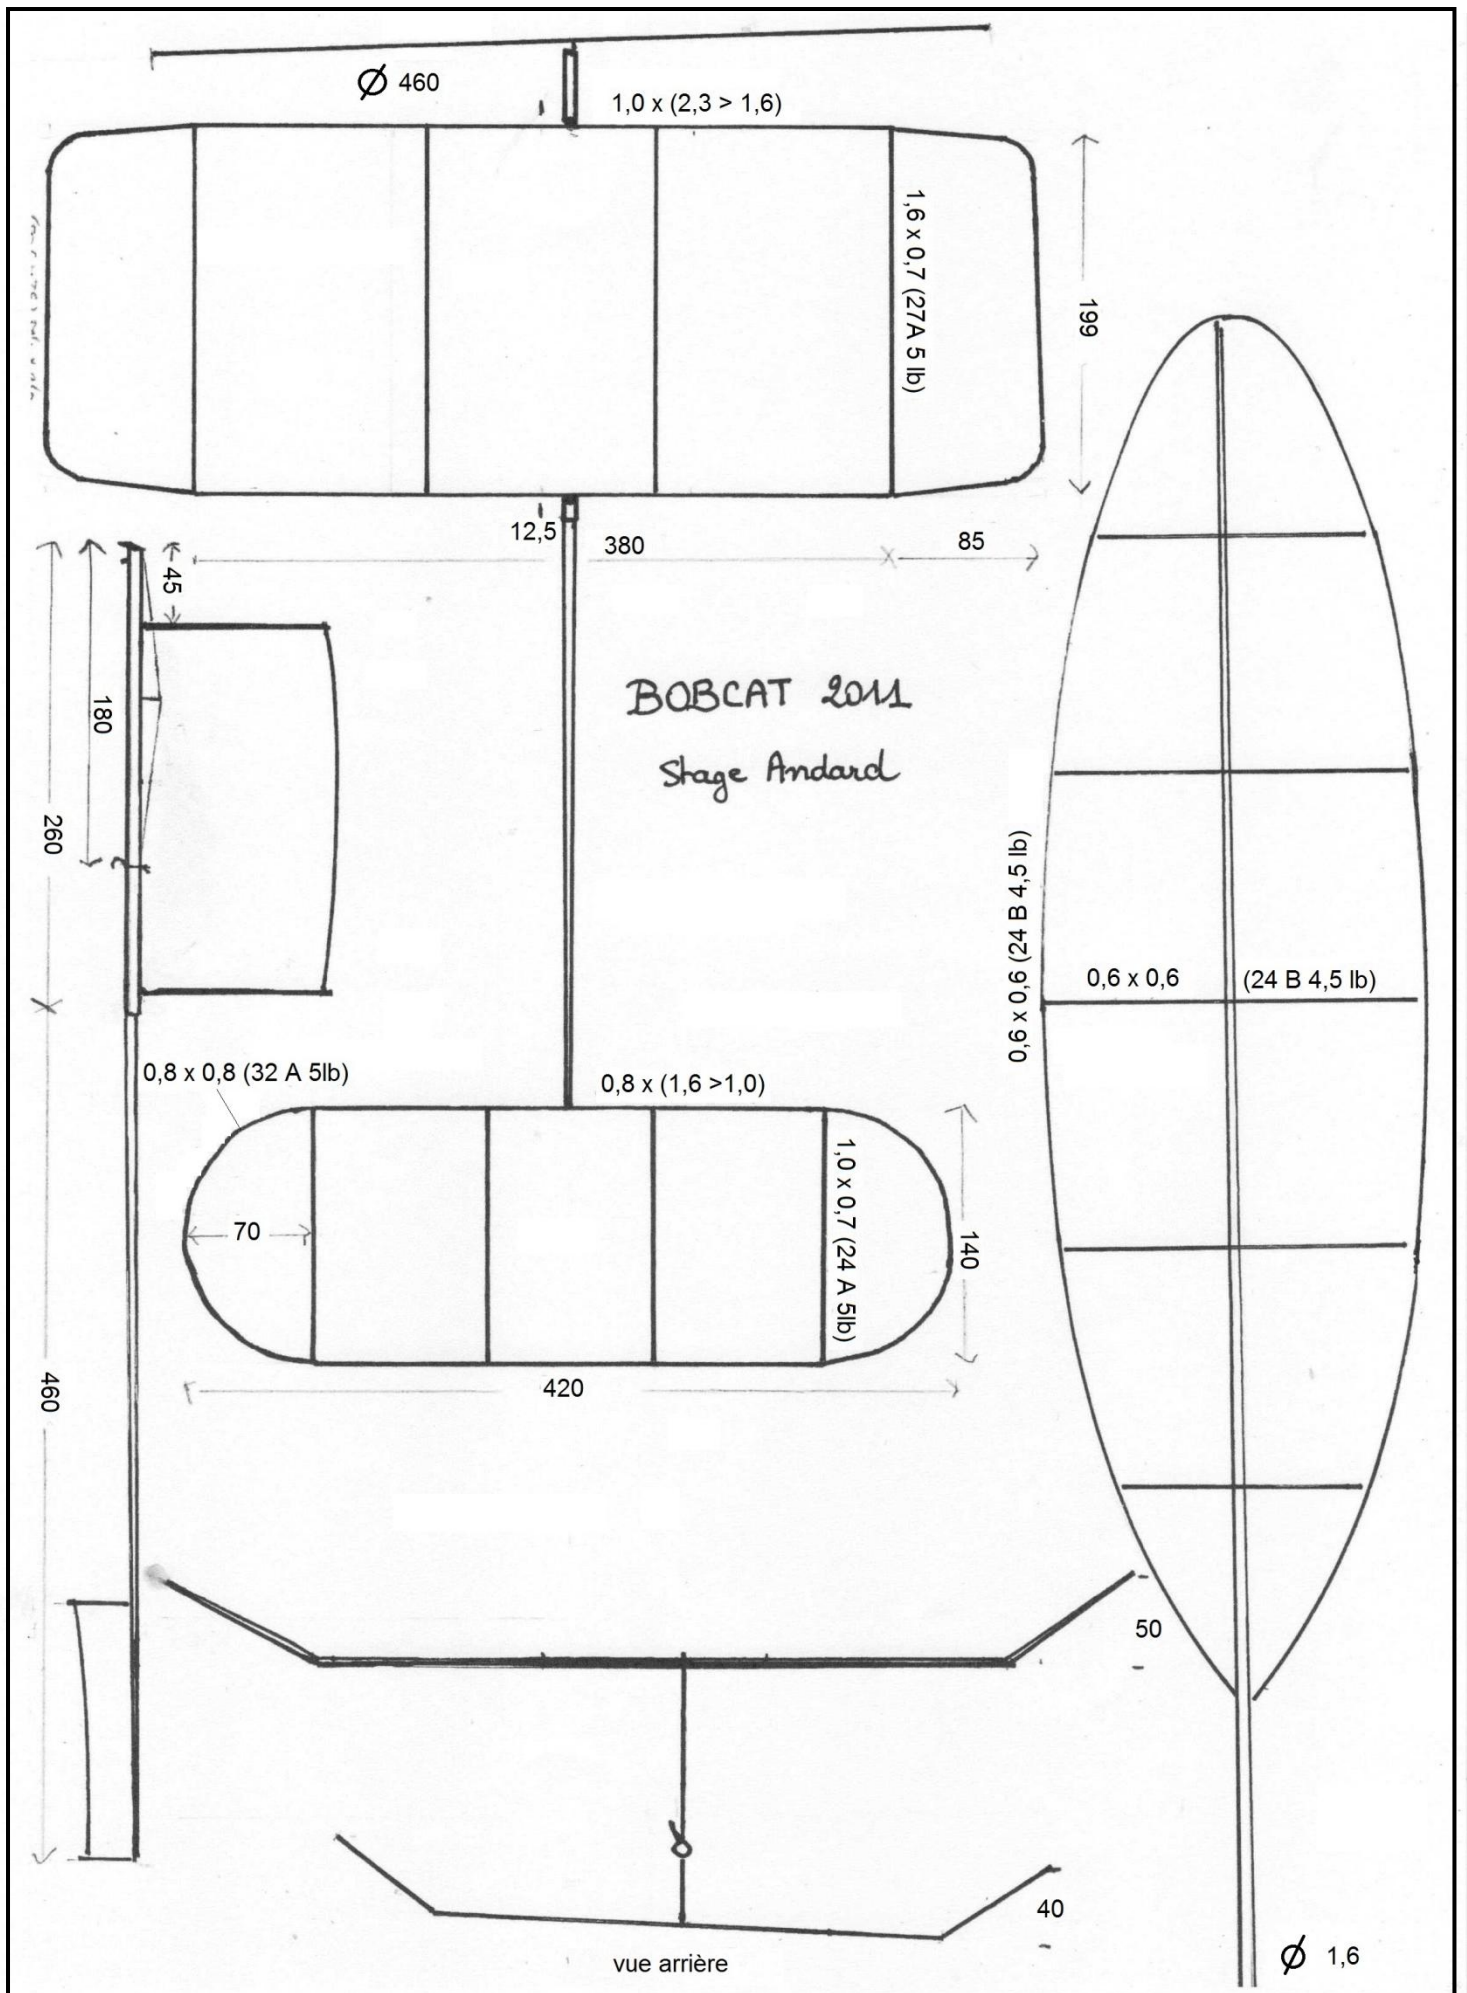 Ø 460
1,0 x (2,3 > 1,6)
1,6 x 0,7 (27A 5 lb)
199
12,5
380
85
45
180
260
BOBCAT 2011
Stage Andard
0,6 x 0,6 (24 B 4,5 lb)
0,6 x 0,6 (24 B 4,5 lb)
0,8 x 0,8 (32 A 5lb)
0,8 x (1,6 >1,0)
1,0 x 0,7 (24 A 5lb)
70
140
420
460
50
40
vue arrière
Ø 1,6